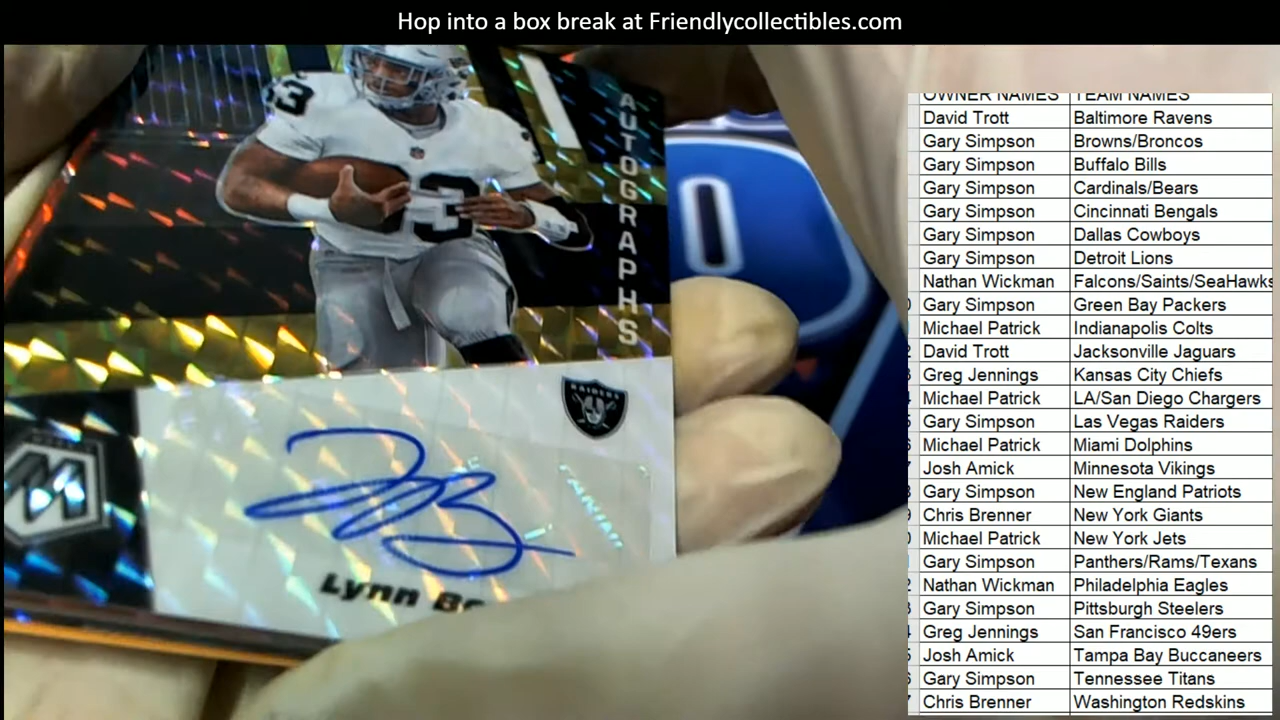 Hop into a box break at Friendlycollectibles.com
AUTOGRAPHS
RAIDERS
Lynn
PANINI
OWNER NAMES TEAM NAMES
David Trott Baltimore Ravens
Gary Simpson Browns/Broncos
Gary Simpson Buffalo Bills
Gary Simpson Cardinals/Bears
Gary Simpson Cincinnati Bengals
Gary Simpson Dallas Cowboys
Gary Simpson Detroit Lions
Nathan Wickman Falcons/Saints/SeaHawks
Gary Simpson Green Bay Packers
Michael Patrick Indianapolis Colts
David Trott Jacksonville Jaguars
Greg Jennings Kansas City Chiefs
Michael Patrick LA/San Diego Chargers
Gary Simpson Las Vegas Raiders
Michael Patrick Miami Dolphins
Josh Amick Minnesota Vikings
Gary Simpson New England Patriots
Chris Brenner New York Giants
Michael Patrick New York Jets
Gary Simpson Panthers/Rams/Texans
Nathan Wickman Philadelphia Eagles
Gary Simpson Pittsburgh Steelers
Greg Jennings San Francisco 49ers
Josh Amick Tampa Bay Buccaneers
Gary Simpson Tennessee Titans
Chris Brenner Washington Redskins